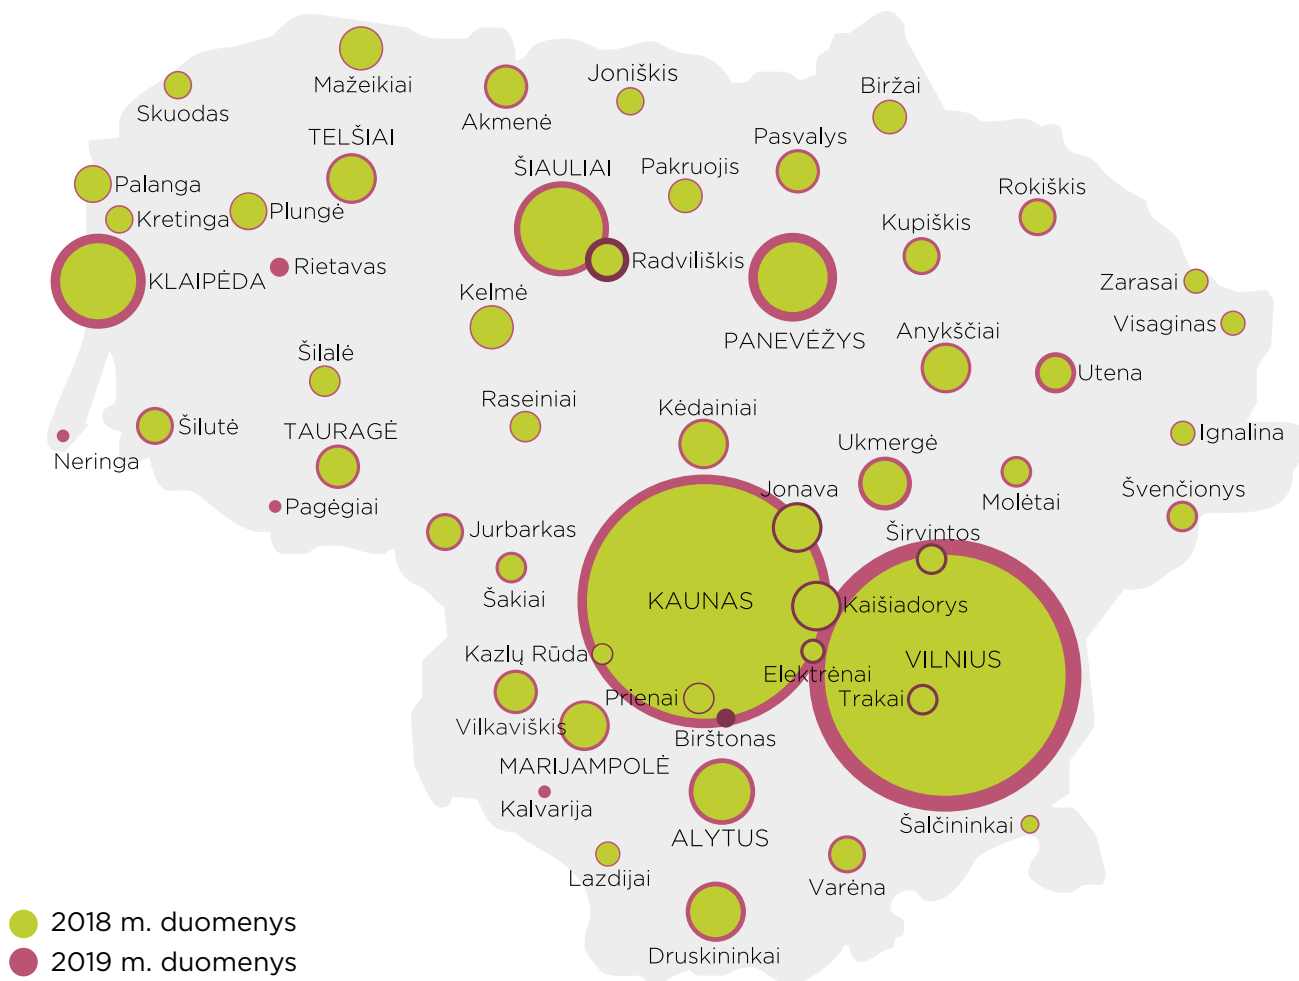 Joniškis
Mažeikiai
Biržai
Skuodas
Akmenė
TELŠIAI
Pasvalys
ŠIAULIAI
Pakruojis
Palanga
Rokiškis
Plungė
Kretinga
Kupiškis
Radviliškis
Rietavas
KLAIPĖDA
Zarasai
Kelmė
Visaginas
Anykščiai
PANEVĖŽYS
Šilalė
Utena
Raseiniai
Kėdainiai
Šilutė
TAURAGĖ
Ignalina
Ukmergė
Neringa
Jonava
Švenčionys
Molėtai
Pagėgiai
Jurbarkas
Širvintos
Šakiai
KAUNAS
Kaišiadorys
Kazlų Rūda
VILNIUS
Elektrėnai
Prienai
Trakai
Vilkaviškis
Birštonas
MARIJAMPOLĖ
Kalvarija
Šalčininkai
ALYTUS
Lazdijai
Varėna
2018 m. duomenys
Druskininkai
2019 m. duomenys